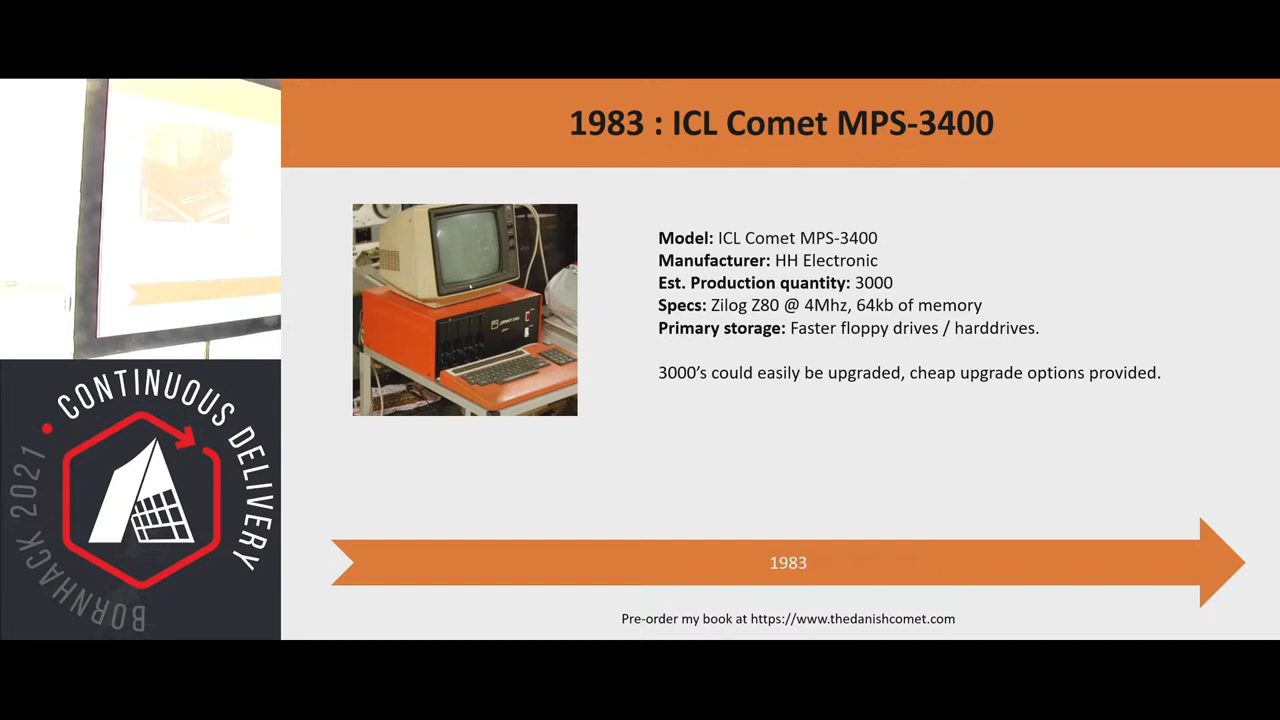 1983 : ICL Comet MPS-3400
Model: ICL Comet MPS-3400
Manufacturer: HH Electronic
Est. Production quantity: 3000
Specs: Zilog Z80 @ 4Mhz, 64kb of memory
Primary storage: Faster floppy drives / harddrives.
3000's could easily be upgraded, cheap upgrade options provided.
1983
Pre-order my book at https://www.thedanishcomet.com
CONTINUOUS DELIVERY
BORNHACK 2021